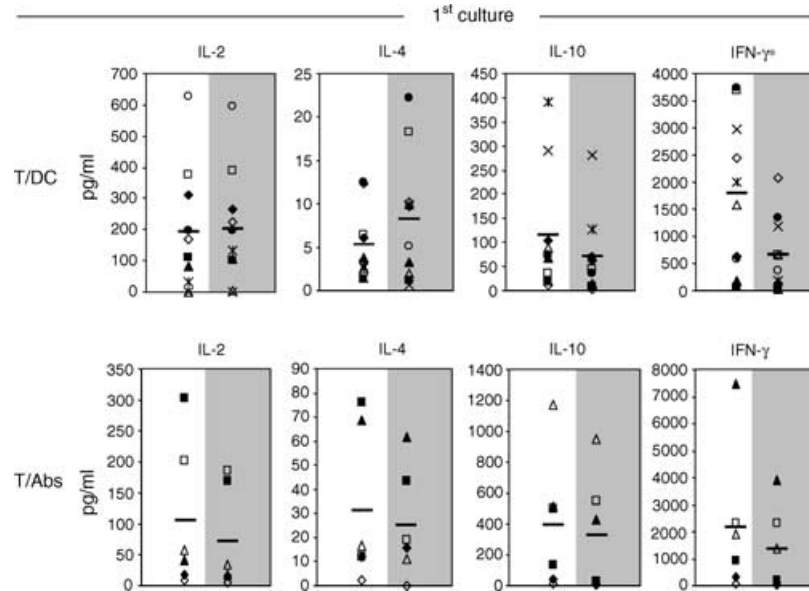 1st culture
IL-2 IL-4 IL-10 IFN-γ*
T/DC
pg/ml
700 600 500 400 300 200 100 0
25 20 15 10 5 0
450 400 350 300 250 200 150 100 50 0
4000 3500 3000 2500 2000 1500 1000 500 0
IL-2 IL-4 IL-10 IFN-γ
T/Abs
pg/ml
350 300 250 200 150 100 50 0
90 80 70 60 50 40 30 20 10 0
1400 1200 1000 800 600 400 200 0
8000 7000 6000 5000 4000 3000 2000 1000 0